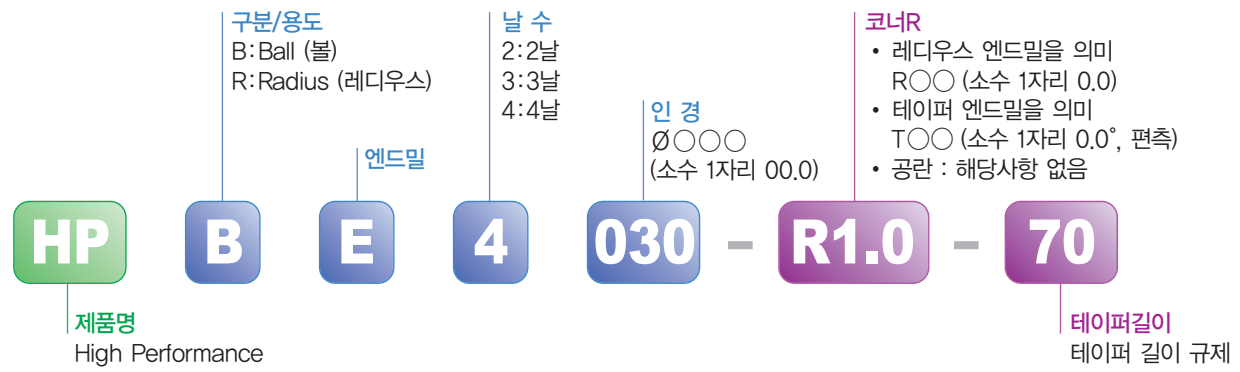 구분/용도
B:Ball (볼)
R:Radius (레디우스)
날 수
2:2날
3:3날
4:4날
코너R
• 레디우스 엔드밀을 의미
R○○ (소수 1자리 0.0)
• 테이퍼 엔드밀을 의미
T○○ (소수 1자리 0.0°, 편측)
• 공란 : 해당사항 없음
인 경
Ø○○○
(소수 1자리 00.0)
엔드밀
HP B E 4 030 - R1.0 - 70
제품명
High Performance
테이퍼길이
테이퍼 길이 규제